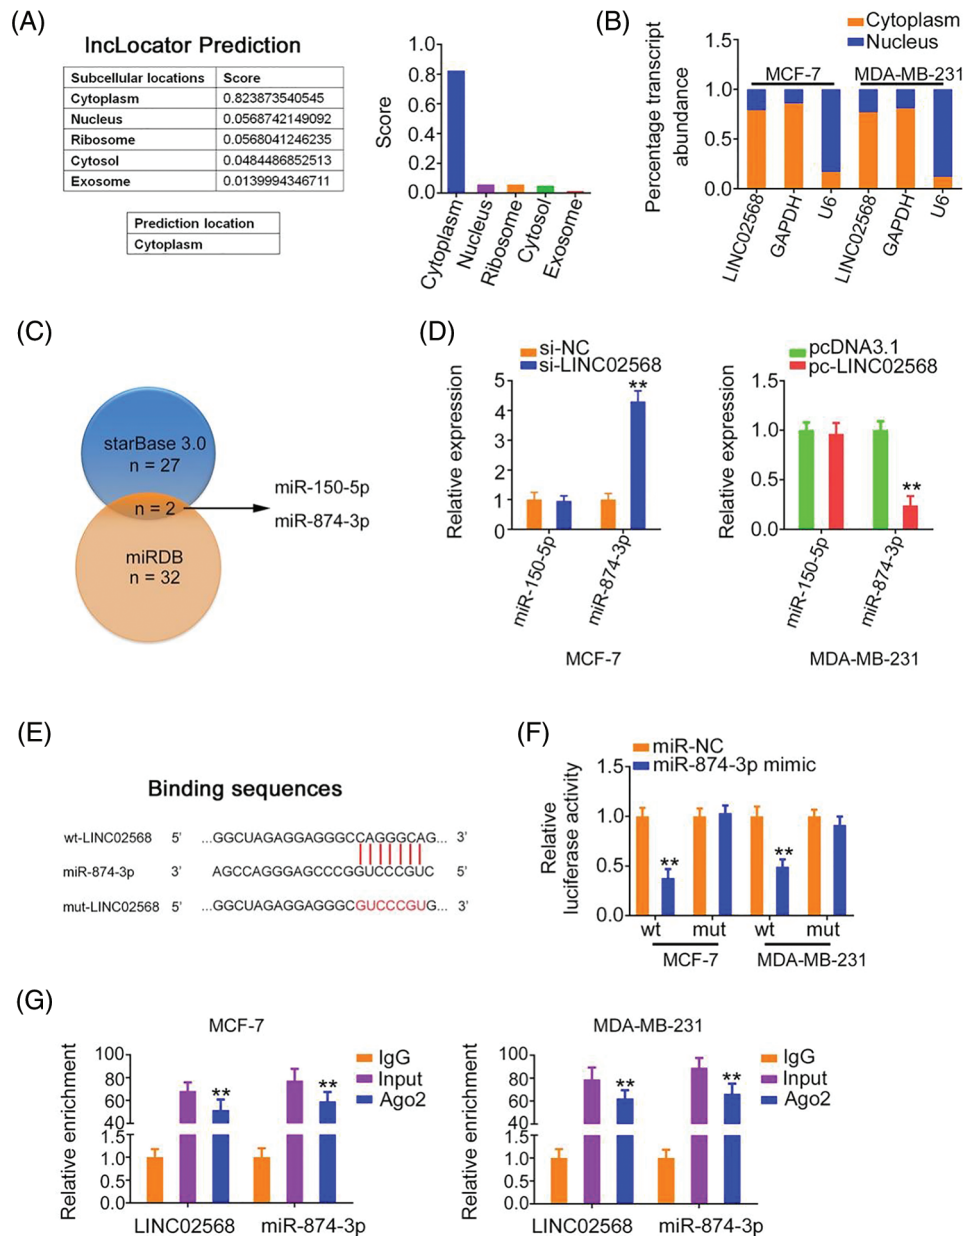 (A)
IncLocator Prediction
Subcellular locations Score
Cytoplasm 0.823873540545
Nucleus 0.0568742149092
Ribosome 0.0568041246235
Cytosol 0.0484486852513
Exosome 0.0139994346711
Prediction location
Cytoplasm
Score
1.0
0.8
0.6
0.4
0.2
0.0
Cytoplasm
Nucleus
Ribosome
Cytosol
Exosome
(B)
Cytoplasm
Nucleus
Percentage transcript
abundance
1.5
1.0
0.5
0.0
MCF-7 MDA-MB-231
LINC02568
GAPDH
U6
LINC02568
GAPDH
U6
(C)
starBase 3.0
n = 27
n = 2
miRDB
n = 32
miR-150-5p
miR-874-3p
(D)
si-NC
si-LINC02568
Relative expression
5
4
3
2
1
0
**
miR-150-5p
miR-874-3p
MCF-7
pcDNA3.1
pc-LINC02568
Relative expression
1.5
1.0
0.5
0.0
**
miR-150-5p
miR-874-3p
MDA-MB-231
(E)
Binding sequences
wt-LINC02568 5' ...GGCUAGAGGAGGGCCAGGGCAG... 3'
miR-874-3p 3' AGCCAGGGAGCCCGGUCCCGUC 5'
mut-LINC02568 5' ...GGCUAGAGGAGGGCGUCCCGUG... 3'
(F)
miR-NC
miR-874-3p mimic
Relative
luciferase activity
1.5
1.0
0.5
0.0
** **
wt mut wt mut
MCF-7 MDA-MB-231
(G)
MCF-7
Relative enrichment
100
80
60
40
1.5
1.0
0.5
0.0
** **
IgG
Input
Ago2
LINC02568 miR-874-3p
MDA-MB-231
Relative enrichment
100
80
60
40
1.5
1.0
0.5
0.0
** **
IgG
Input
Ago2
LINC02568 miR-874-3p